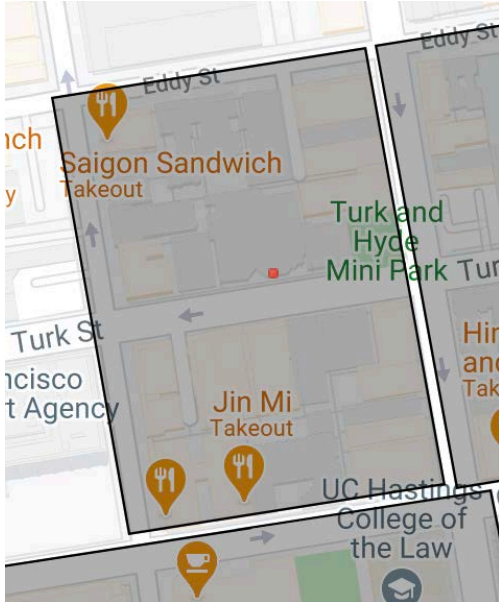 Eddy St
Eddy St
nch
y
Saigon Sandwich
Takeout
Turk and
Hyde
Mini Park
Tur
Turk St
ncisco
t Agency
Jin Mi
Takeout
Hir
and
Tak
UC Hastings
College of
the Law